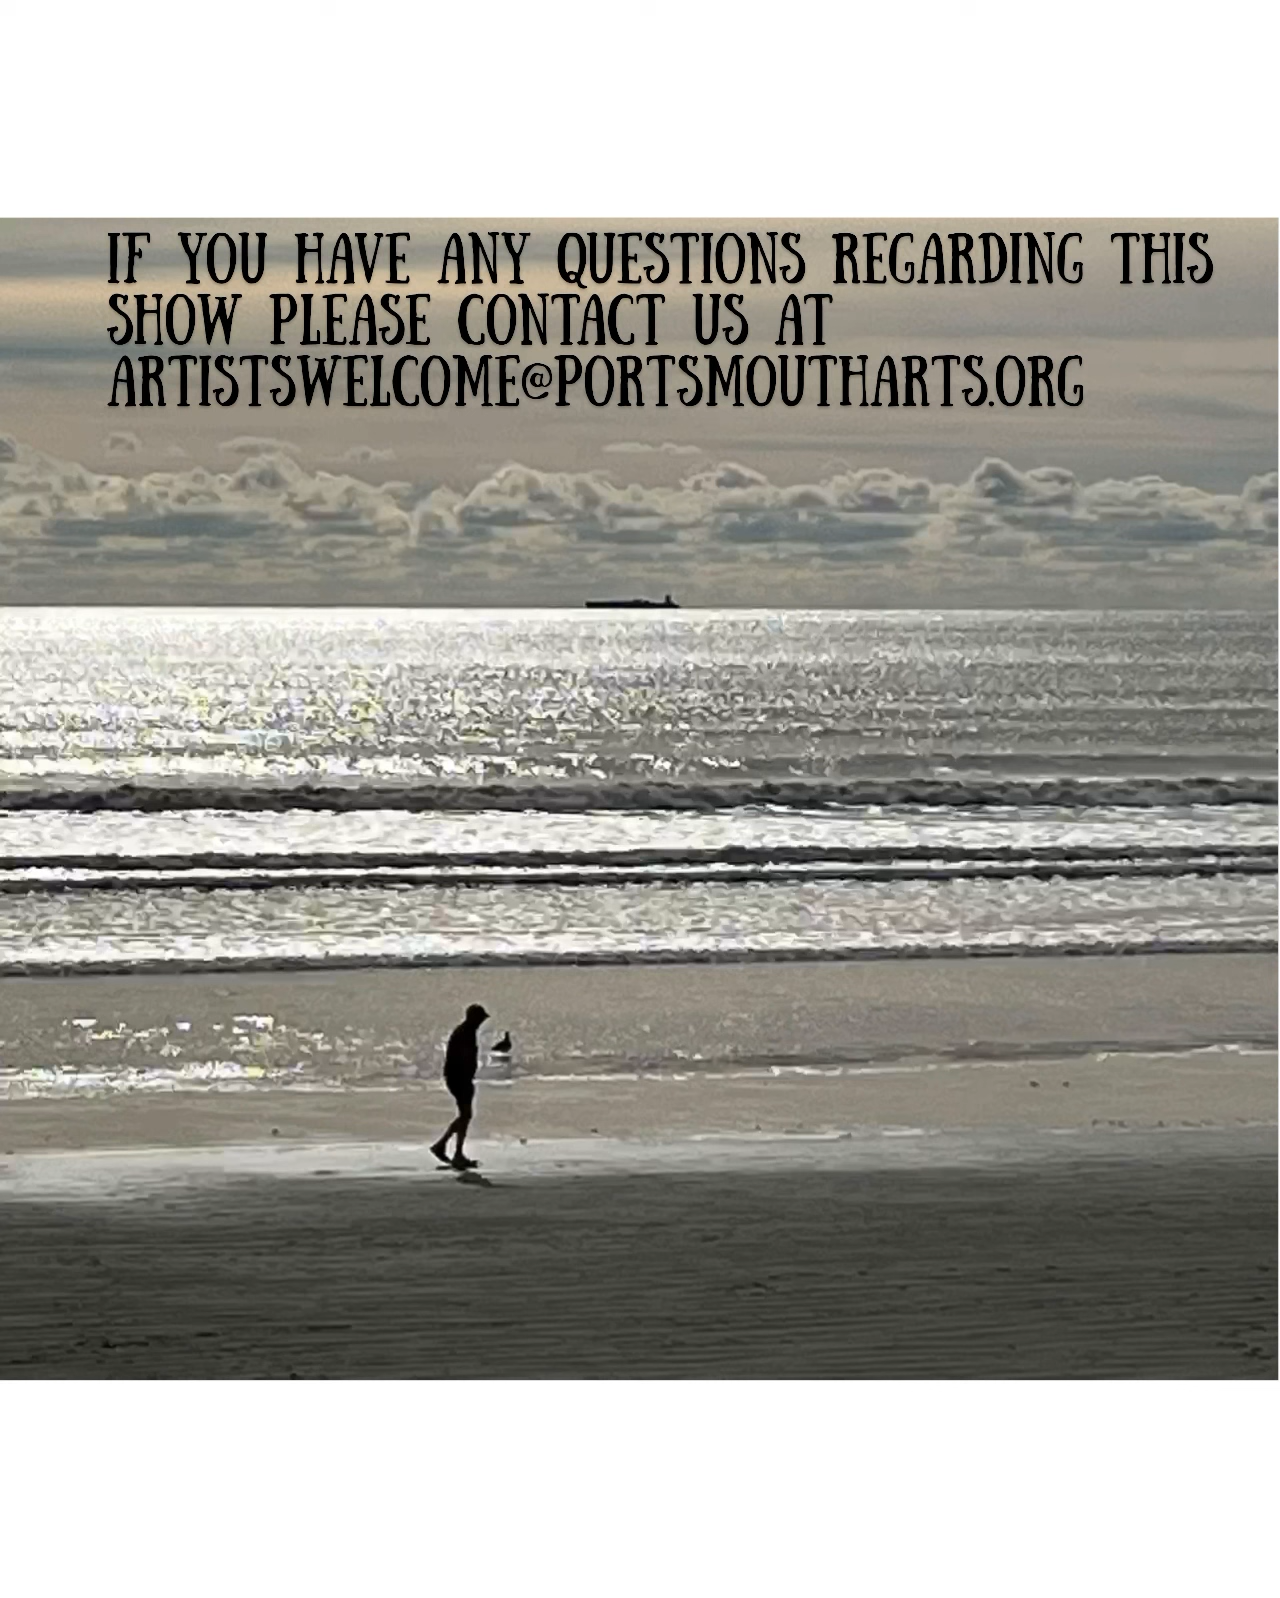 IF YOU HAVE ANY QUESTIONS REGARDING THIS
SHOW PLEASE CONTACT US AT
ARTISTSWELCOME@PORTSMOUTHARTS.ORG